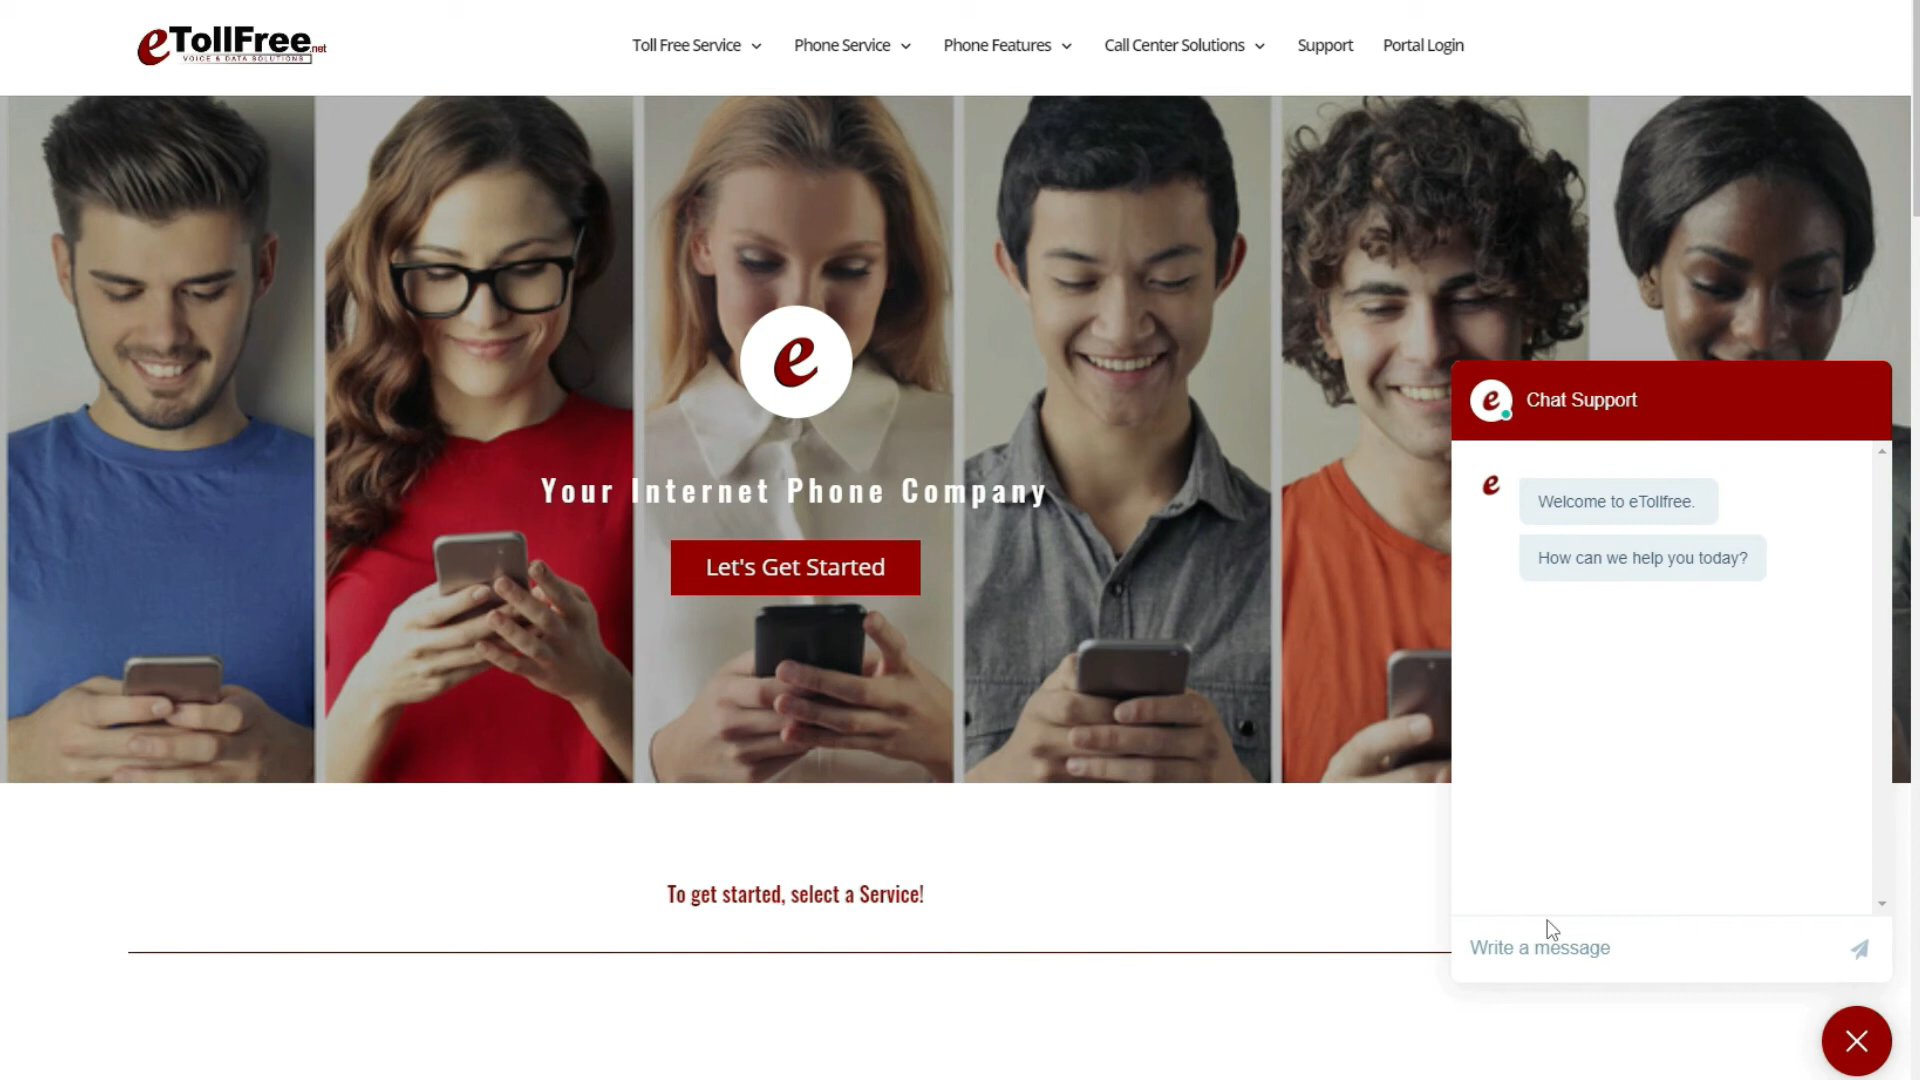 eTollFree.net
VOICE & DATA SOLUTIONS
Toll Free Service
Phone Service
Phone Features
Call Center Solutions
Support
Portal Login
e
Your Internet Phone Company
Let's Get Started
To get started, select a Service!
e
Chat Support
e
Welcome to eTollfree.
How can we help you today?
Write a message